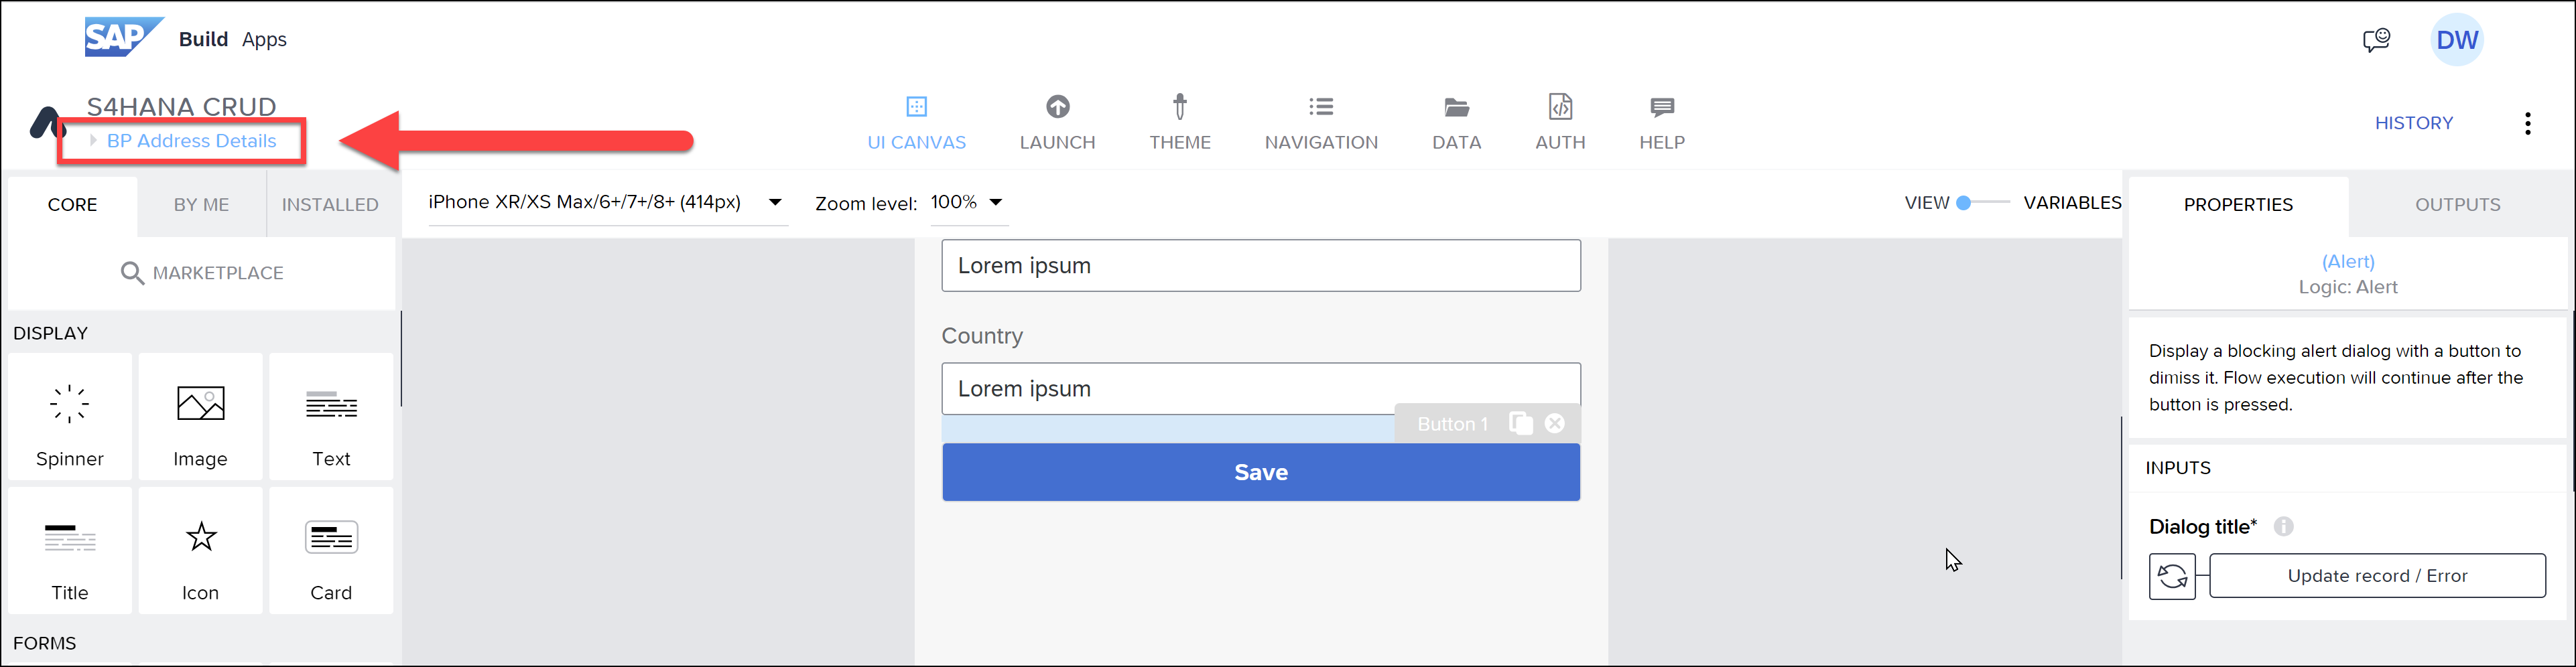 SAP Build Apps
DW
S4HANA CRUD
BP Address Details
UI CANVAS
LAUNCH
THEME
NAVIGATION
DATA
AUTH
HELP
HISTORY
CORE
BY ME
INSTALLED
iPhone XR/XS Max/6+/7+/8+ (414px)
Zoom level: 100%
VIEW
VARIABLES
PROPERTIES
OUTPUTS
MARKETPLACE
DISPLAY
Spinner
Image
Text
Title
Icon
Card
FORMS
Lorem ipsum
Country
Lorem ipsum
Button 1
Save
(Alert)
Logic: Alert
Display a blocking alert dialog with a button to
dimiss it. Flow execution will continue after the
button is pressed.
INPUTS
Dialog title*
Update record / Error